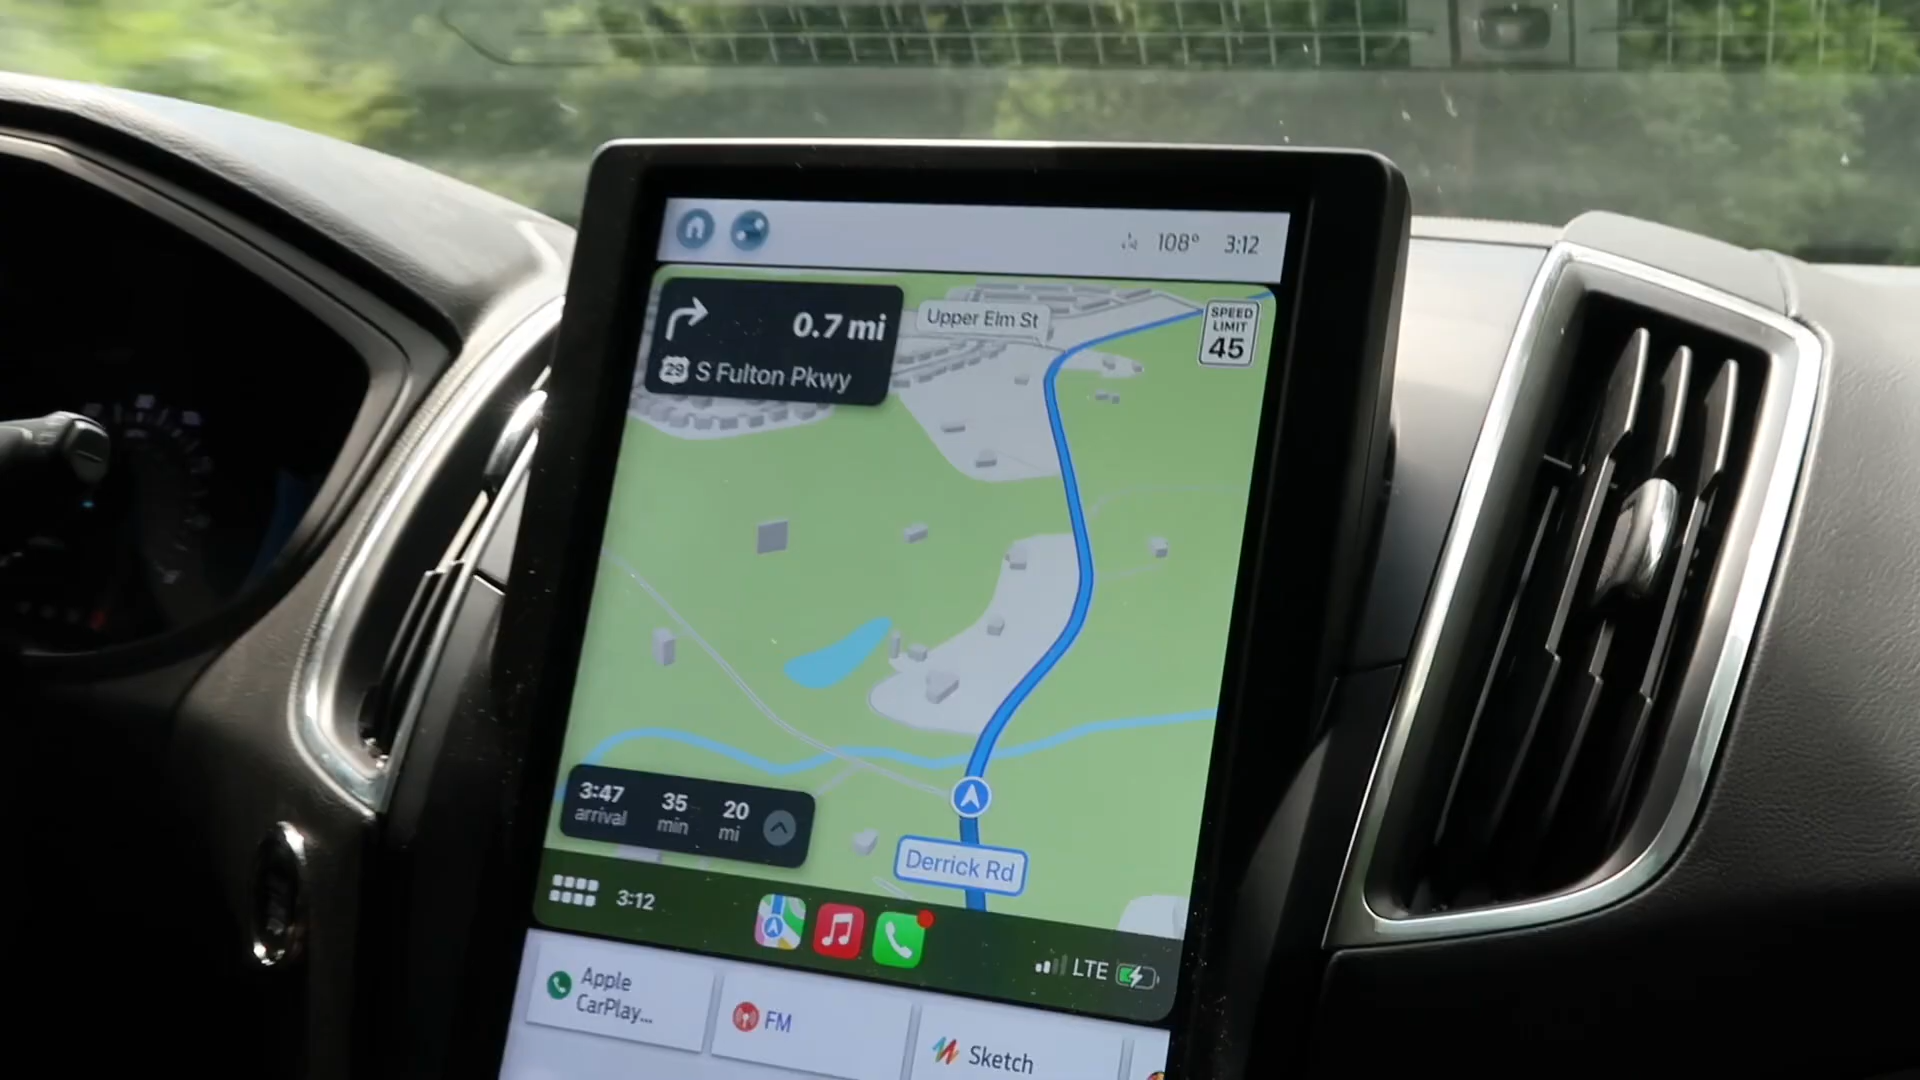 108° 3:12
0.7 mi
29 S Fulton Pkwy
Upper Elm St
SPEED
LIMIT
45
3:47 35 20
arrival min mi
Derrick Rd
3:12
LTE
Apple
CarPlay...
FM
Sketch